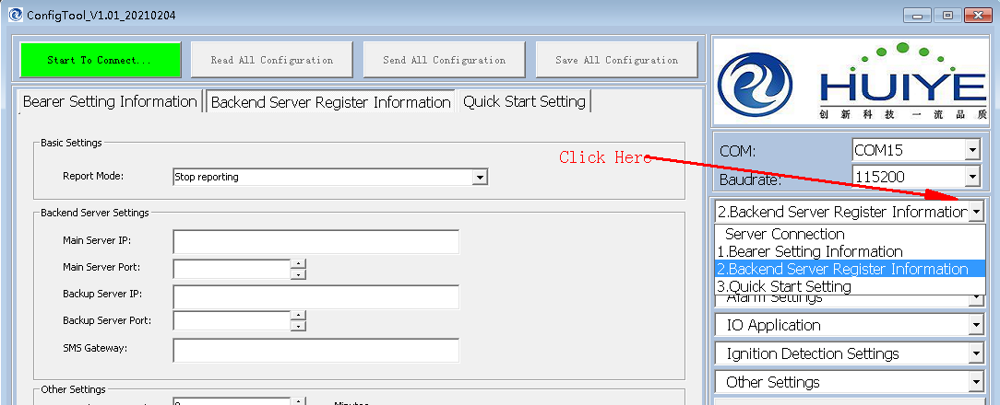 ConfigTool_V1.01_20210204
Start To Connect...
Read All Configuration
Send All Configuration
Save All Configuration
HUIYE
创新科技 一流品质
Bearer Setting Information
Backend Server Register Information
Quick Start Setting
Basic Settings
Report Mode:
Stop reporting
Click Here
COM:
COM15
Baudrate:
115200
Backend Server Settings
Main Server IP:
Main Server Port:
Backup Server IP:
Backup Server Port:
SMS Gateway:
Other Settings
Minutes
2.Backend Server Register Information
Server Connection
1.Bearer Setting Information
2.Backend Server Register Information
3.Quick Start Setting
Alarm Settings
IO Application
Ignition Detection Settings
Other Settings